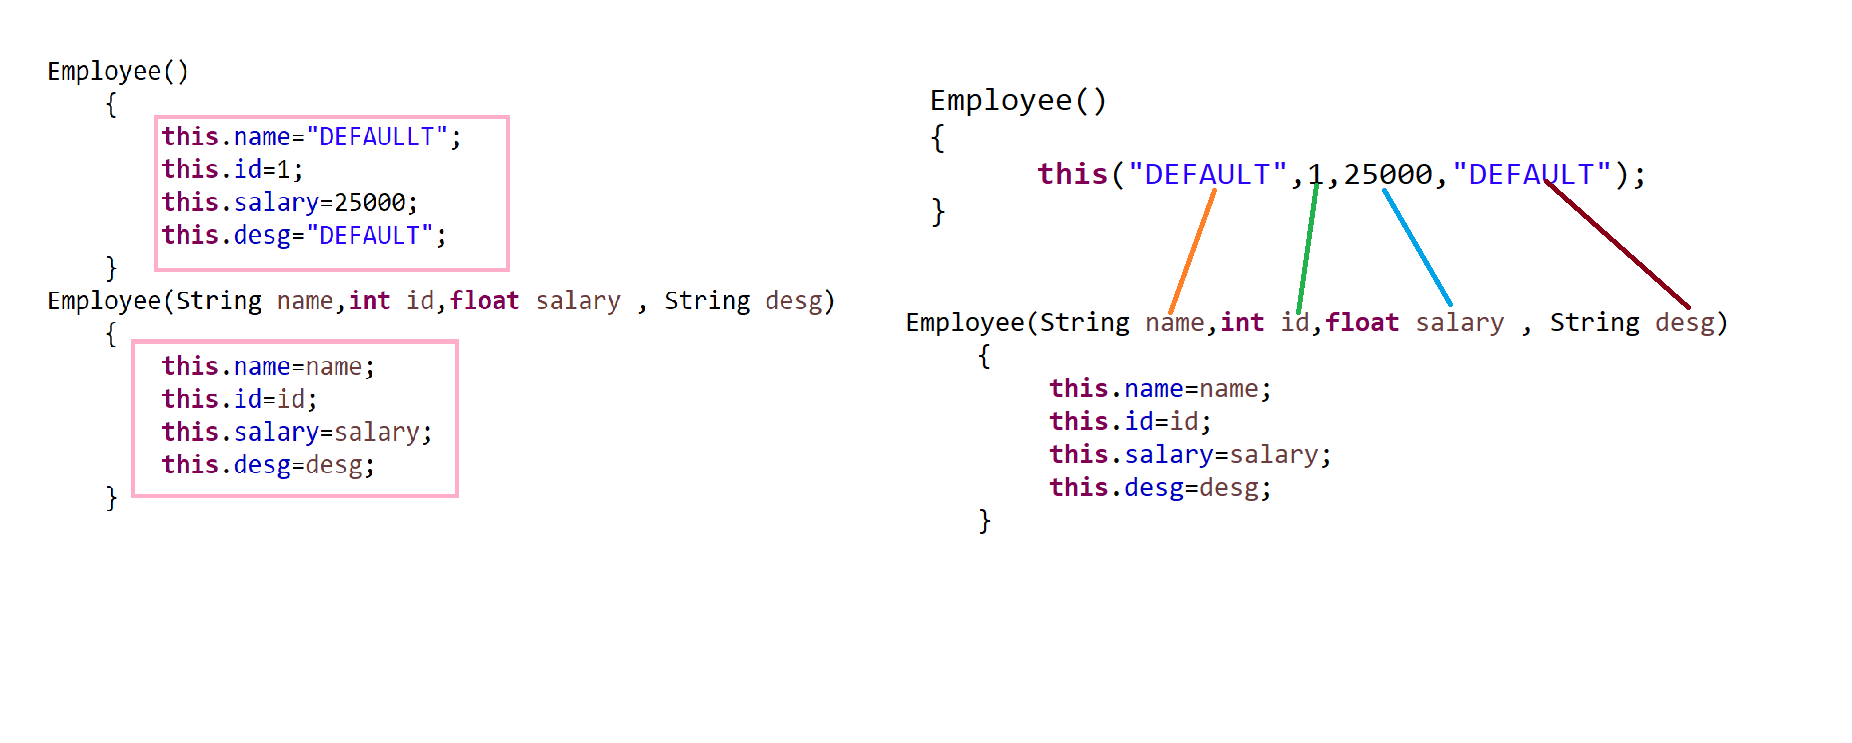 Employee()
{
this.name="DEFAULLT";
this.id=1;
this.salary=25000;
this.desg="DEFAULT";
}
Employee(String name,int id,float salary , String desg)
{
this.name=name;
this.id=id;
this.salary=salary;
this.desg=desg;
}
Employee()
{
this("DEFAULT",1,25000,"DEFAULT");
}
Employee(String name,int id,float salary , String desg)
{
this.name=name;
this.id=id;
this.salary=salary;
this.desg=desg;
}